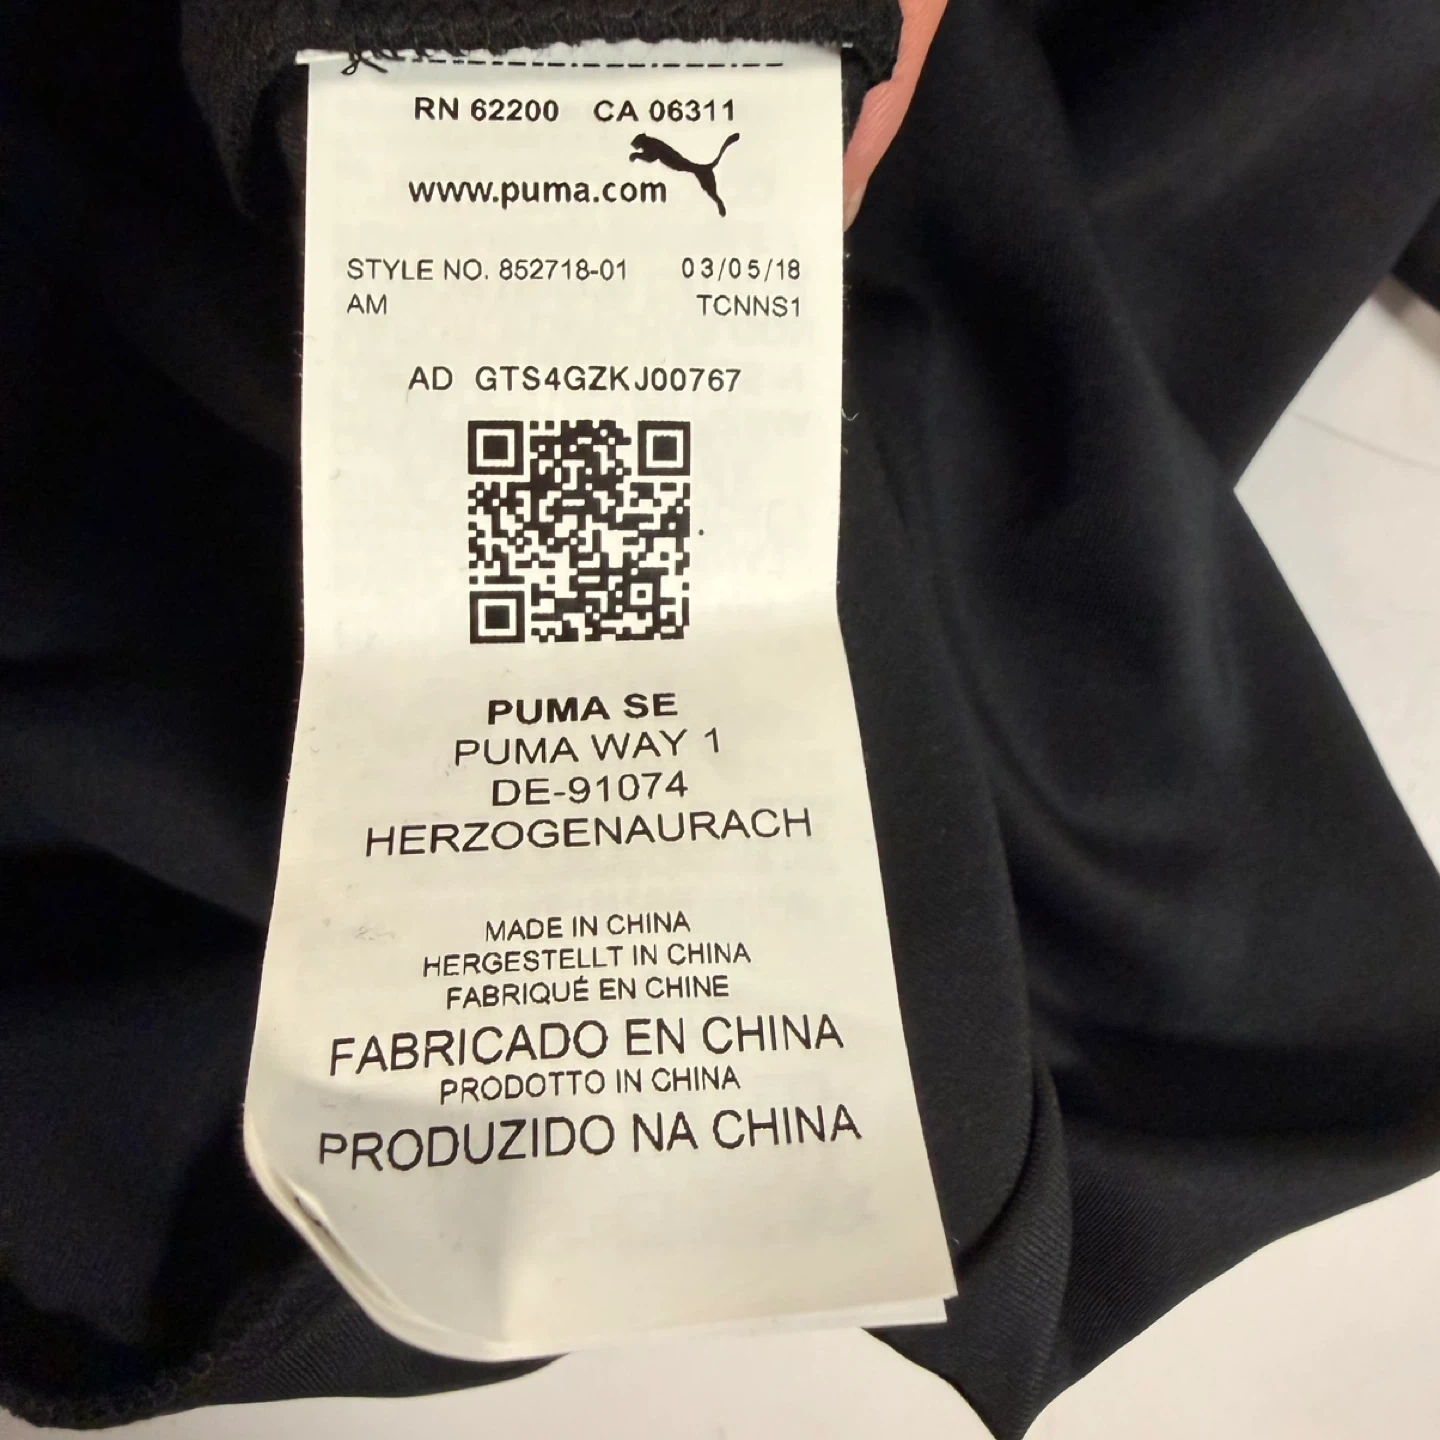 RN 62200 CA 06311
www.puma.com
STYLE NO. 852718-01 03/05/18
AM TCNNS1
AD GTS4GZKJ00767
PUMA SE
PUMA WAY 1
DE-91074
HERZOGENAURACH
MADE IN CHINA
HERGESTELLT IN CHINA
FABRIQUÉ EN CHINE
FABRICADO EN CHINA
PRODOTTO IN CHINA
PRODUZIDO NA CHINA